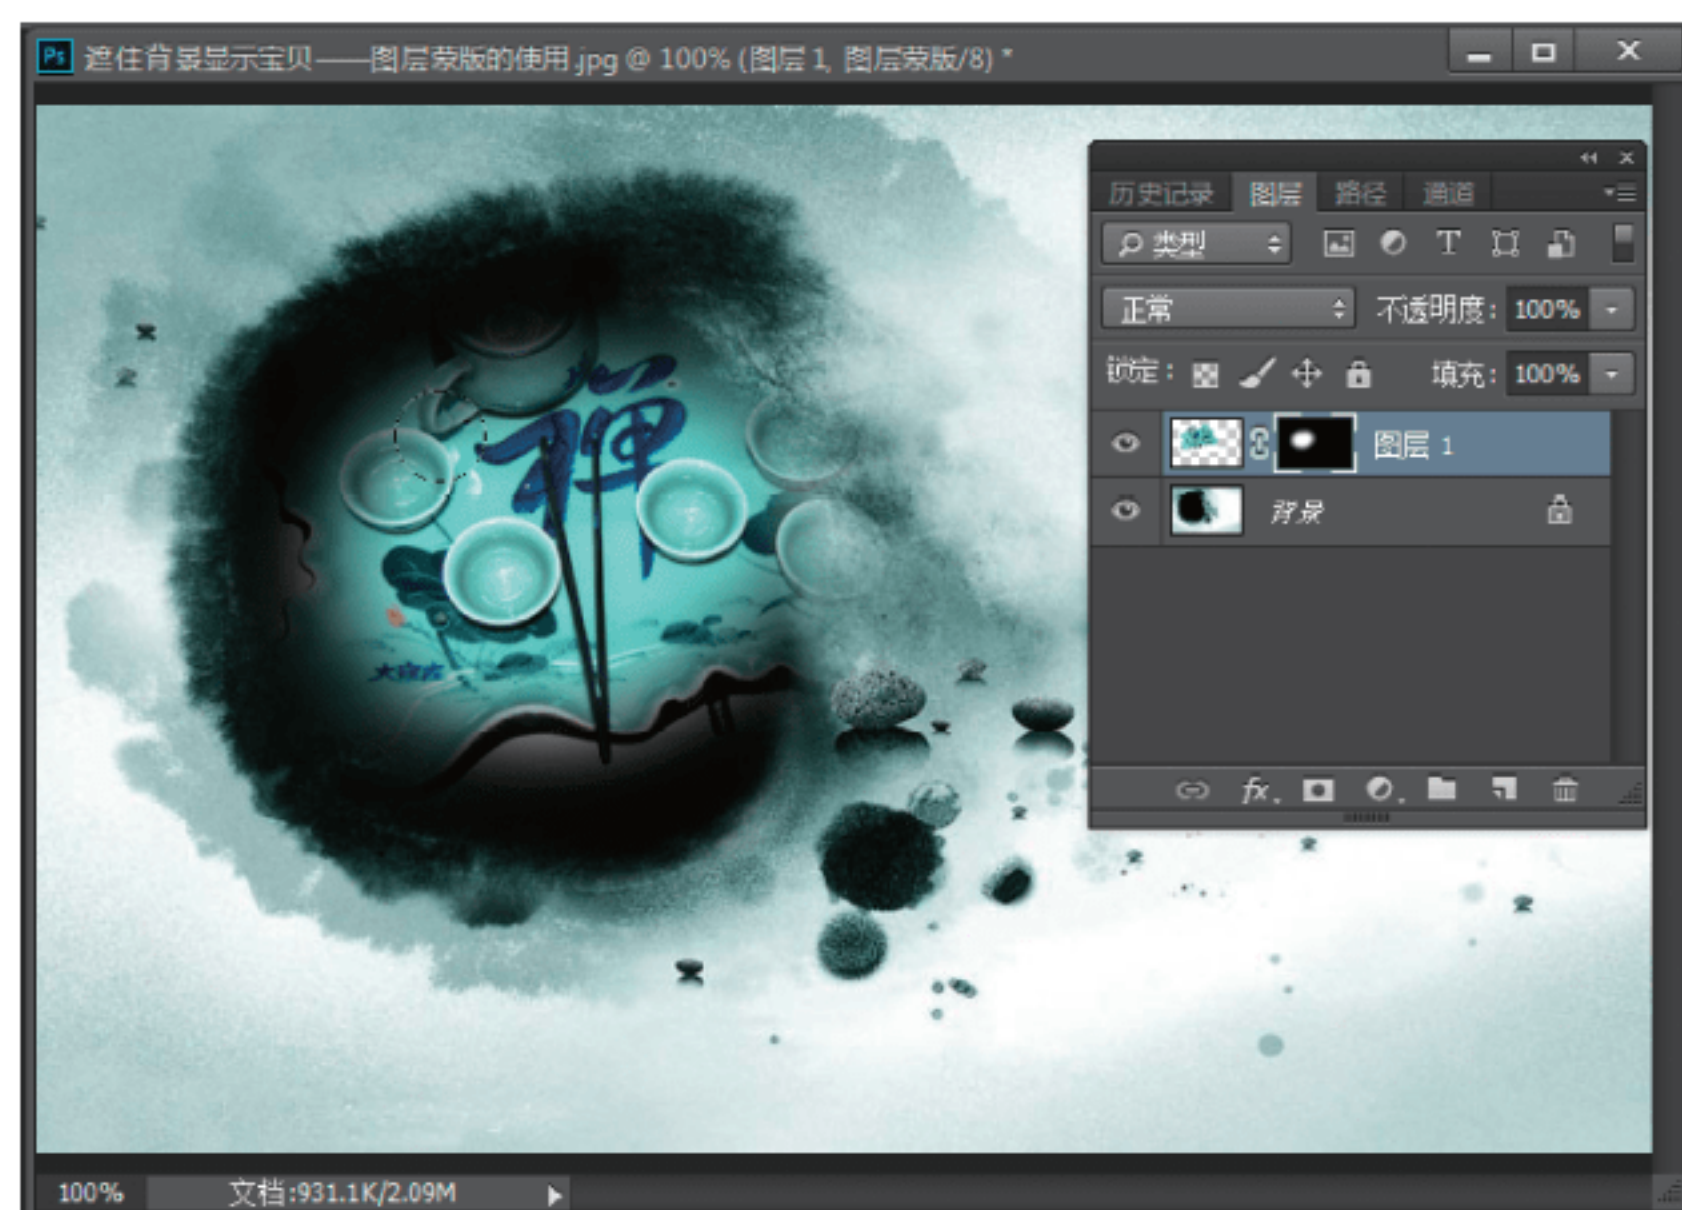 Ps 遮住背景显示宝贝——图层蒙版的使用.jpg @ 100% (图层 1, 图层蒙版/8) *
历史记录 图层 路径 通道
类型 T
正常 不透明度: 100%
锁定: 填充: 100%
图层 1
背景
fx
禅
大宜古
100% 文档:931.1K/2.09M